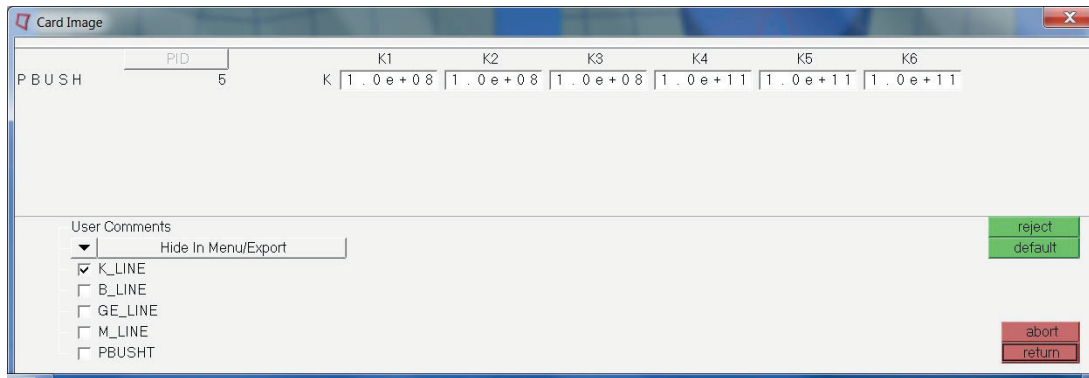 Card Image
PID K1 K2 K3 K4 K5 K6
PBUSH 5 K 1.0e+08 1.0e+08 1.0e+08 1.0e+11 1.0e+11 1.0e+11
User Comments
Hide In Menu/Export
K_LINE
B_LINE
GE_LINE
M_LINE
PBUSHT
reject
default
abort
return